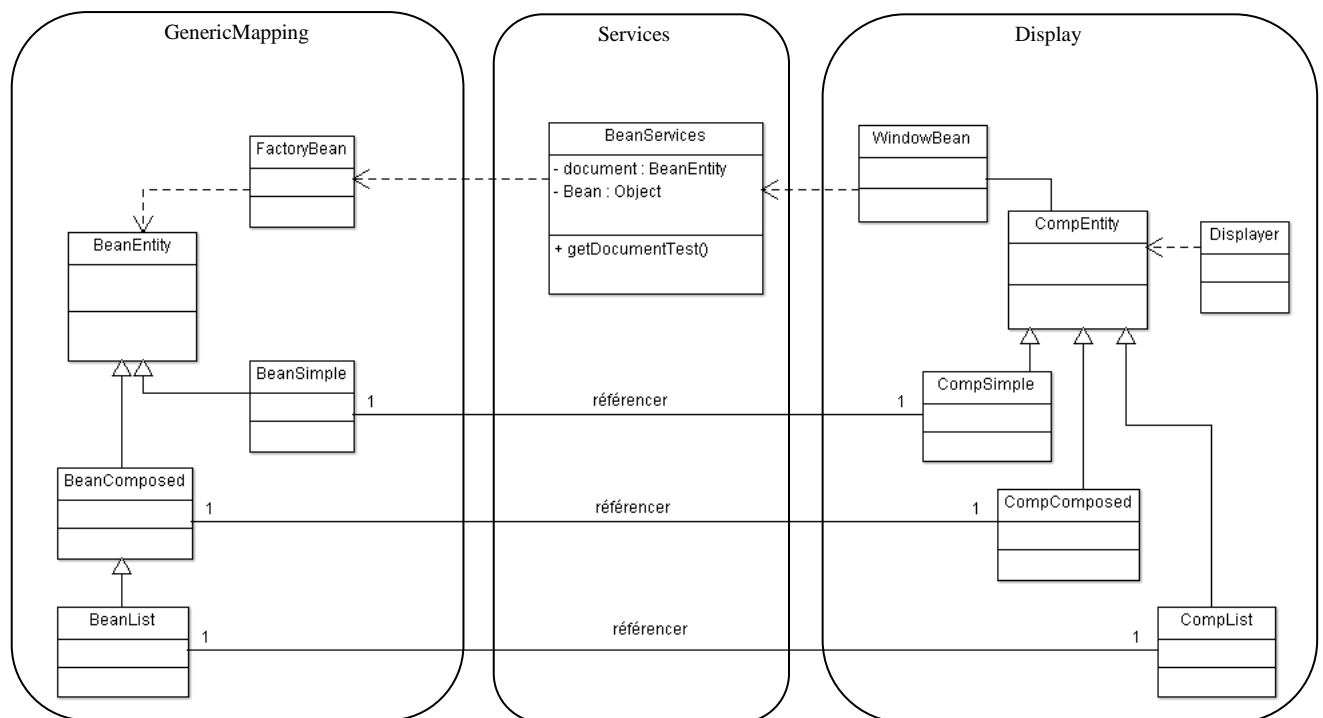 GenericMapping
Services
Display
FactoryBean
BeanServices
- document : BeanEntity
- Bean : Object
+ getDocumentTest()
WindowBean
BeanEntity
CompEntity
Displayer
BeanSimple
1
référencer
1
CompSimple
BeanComposed
1
référencer
1
CompComposed
BeanList
1
référencer
1
CompList